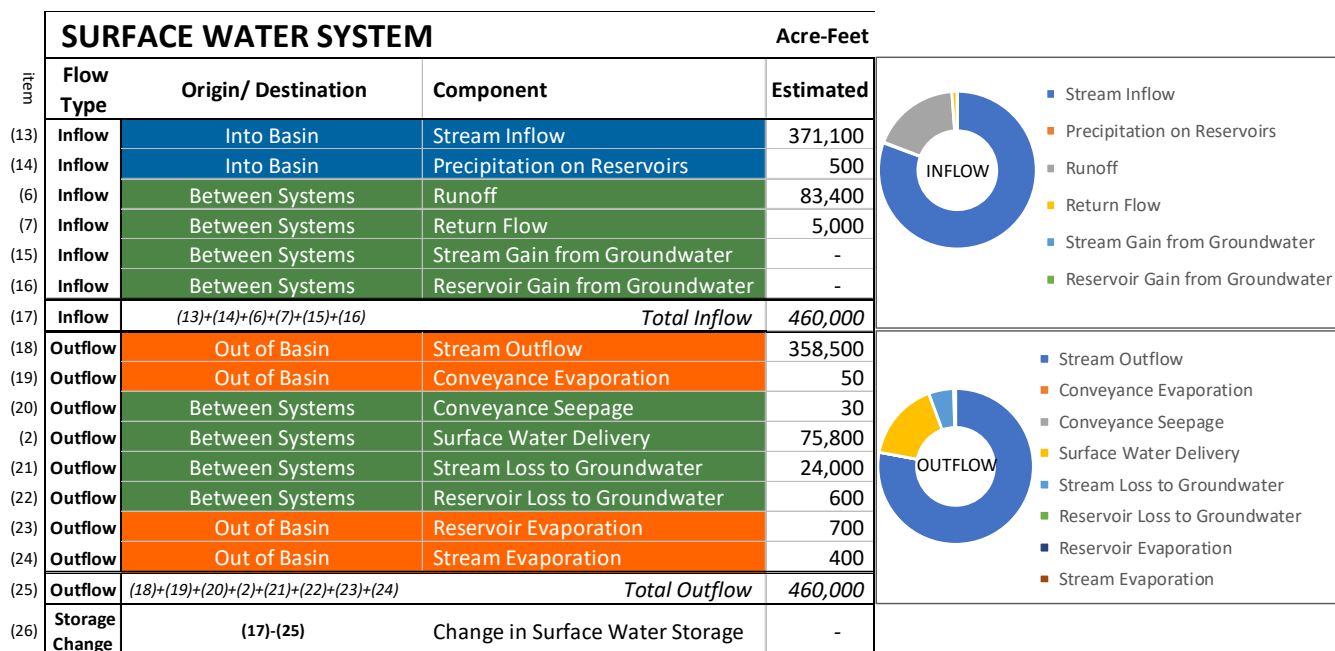 SURFACE WATER SYSTEM Acre-Feet
item Flow Type Origin/ Destination Component Estimated
(13) Inflow Into Basin Stream Inflow 371,100
(14) Inflow Into Basin Precipitation on Reservoirs 500
(6) Inflow Between Systems Runoff 83,400
(7) Inflow Between Systems Return Flow 5,000
(15) Inflow Between Systems Stream Gain from Groundwater -
(16) Inflow Between Systems Reservoir Gain from Groundwater -
(17) Inflow (13)+(14)+(6)+(7)+(15)+(16) Total Inflow 460,000
(18) Outflow Out of Basin Stream Outflow 358,500
(19) Outflow Out of Basin Conveyance Evaporation 50
(20) Outflow Between Systems Conveyance Seepage 30
(2) Outflow Between Systems Surface Water Delivery 75,800
(21) Outflow Between Systems Stream Loss to Groundwater 24,000
(22) Outflow Between Systems Reservoir Loss to Groundwater 600
(23) Outflow Out of Basin Reservoir Evaporation 700
(24) Outflow Out of Basin Stream Evaporation 400
(25) Outflow (18)+(19)+(20)+(2)+(21)+(22)+(23)+(24) Total Outflow 460,000
(26) Storage Change (17)-(25) Change in Surface Water Storage -
INFLOW
Stream Inflow
Precipitation on Reservoirs
Runoff
Return Flow
Stream Gain from Groundwater
Reservoir Gain from Groundwater
OUTFLOW
Stream Outflow
Conveyance Evaporation
Conveyance Seepage
Surface Water Delivery
Stream Loss to Groundwater
Reservoir Loss to Groundwater
Reservoir Evaporation
Stream Evaporation